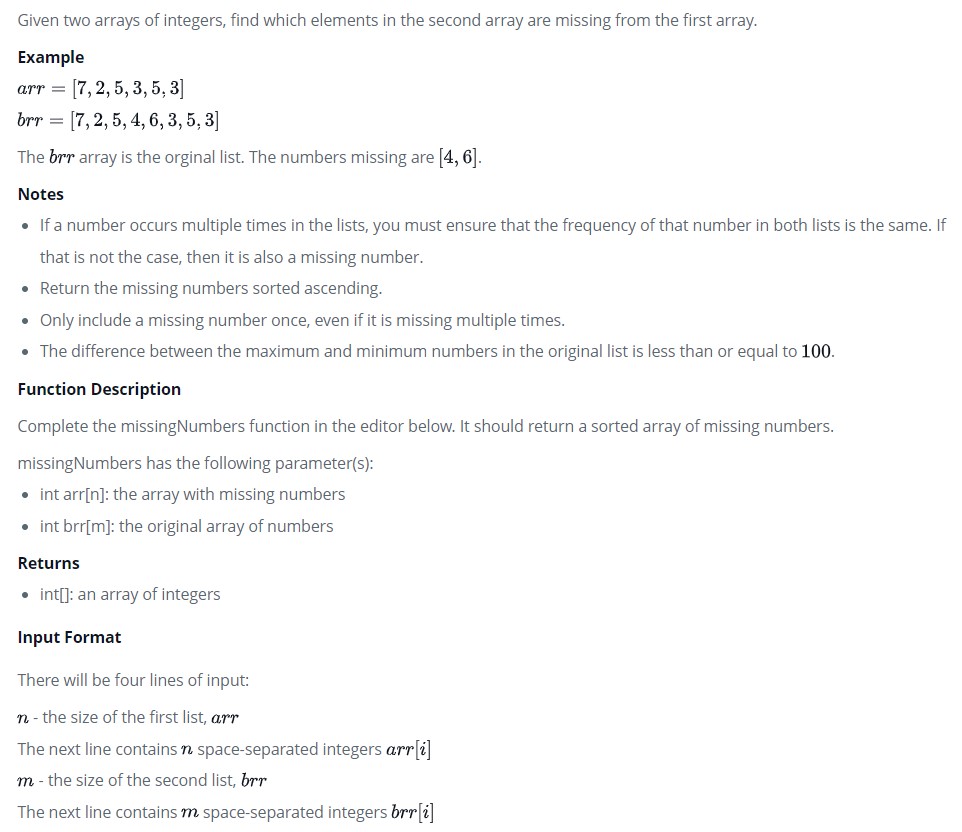 Given two arrays of integers, find which elements in the second array are missing from the first array.
Example
arr = [7, 2, 5, 3, 5, 3]
brr = [7, 2, 5, 4, 6, 3, 5, 3]
The brr array is the orginal list. The numbers missing are [4, 6].
Notes
• If a number occurs multiple times in the lists, you must ensure that the frequency of that number in both lists is the same. If
that is not the case, then it is also a missing number.
• Return the missing numbers sorted ascending.
• Only include a missing number once, even if it is missing multiple times.
• The difference between the maximum and minimum numbers in the original list is less than or equal to 100.
Function Description
Complete the missingNumbers function in the editor below. It should return a sorted array of missing numbers.
missingNumbers has the following parameter(s):
• int arr[n]: the array with missing numbers
• int brr[m]: the original array of numbers
Returns
• int[]: an array of integers
Input Format
There will be four lines of input:
n - the size of the first list, arr
The next line contains n space-separated integers arr[i]
m - the size of the second list, brr
The next line contains m space-separated integers brr[i]